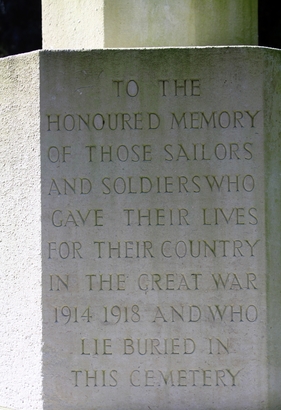 TO THE
HONOURED MEMORY
OF THOSE SAILORS
AND SOLDIERS WHO
GAVE THEIR LIVES
FOR THEIR COUNTRY
IN THE GREAT WAR
1914 1918 AND WHO
LIE BURIED IN
THIS CEMETERY